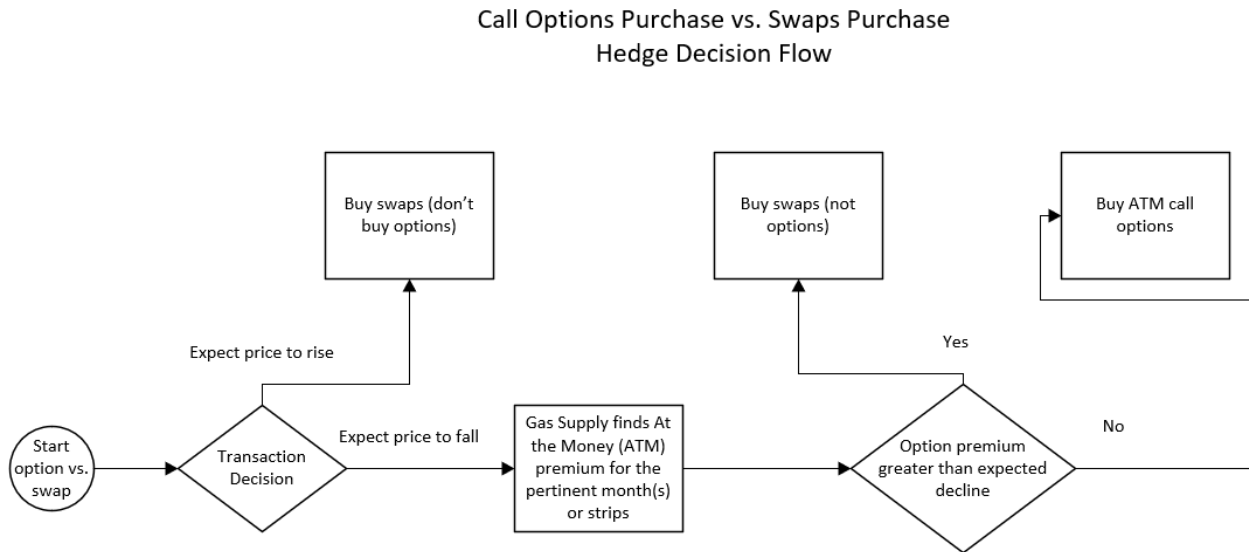 Call Options Purchase vs. Swaps Purchase
Hedge Decision Flow
Buy swaps (don’t
buy options)
Buy swaps (not
options)
Buy ATM call
options
Expect price to rise
Yes
Start
option vs.
swap
Transaction
Decision
Expect price to fall
Gas Supply finds At
the Money (ATM)
premium for the
pertinent month(s)
or strips
Option premium
greater than expected
decline
No